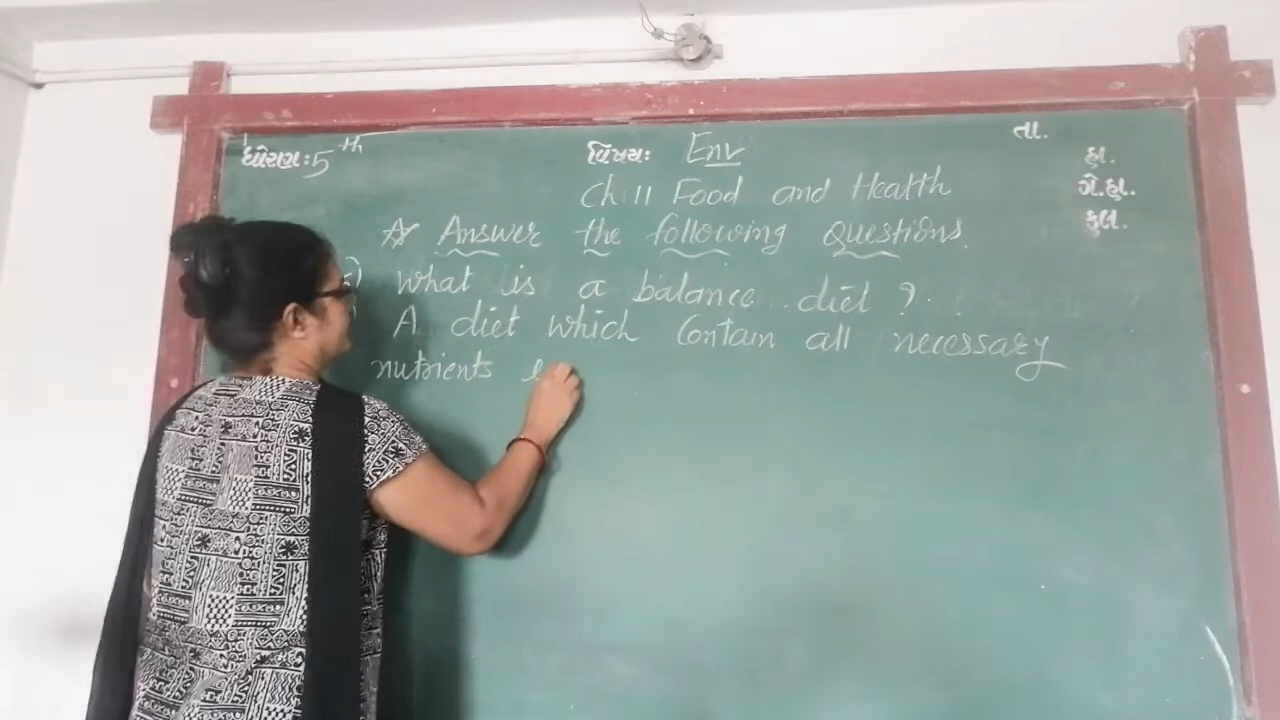 ધોરણઃ 5th
વિષયઃ Env
તા.
હા.
ગે.હા.
કુલ.
Ch 11 Food and Health
☆ Answer the following Questions.
What is a balance diet ?
A diet which Contain all necessary
nutrients